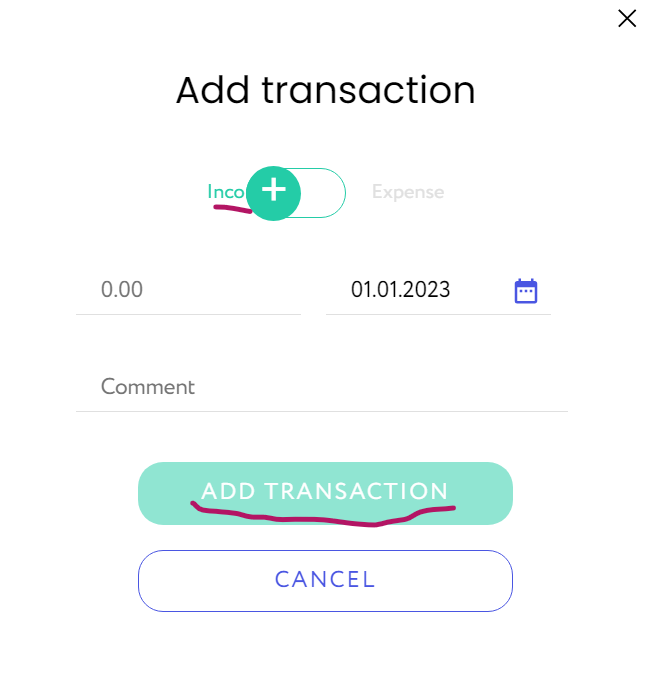 Add transaction
Inco + Expense
0.00 01.01.2023
Comment
ADD TRANSACTION
CANCEL